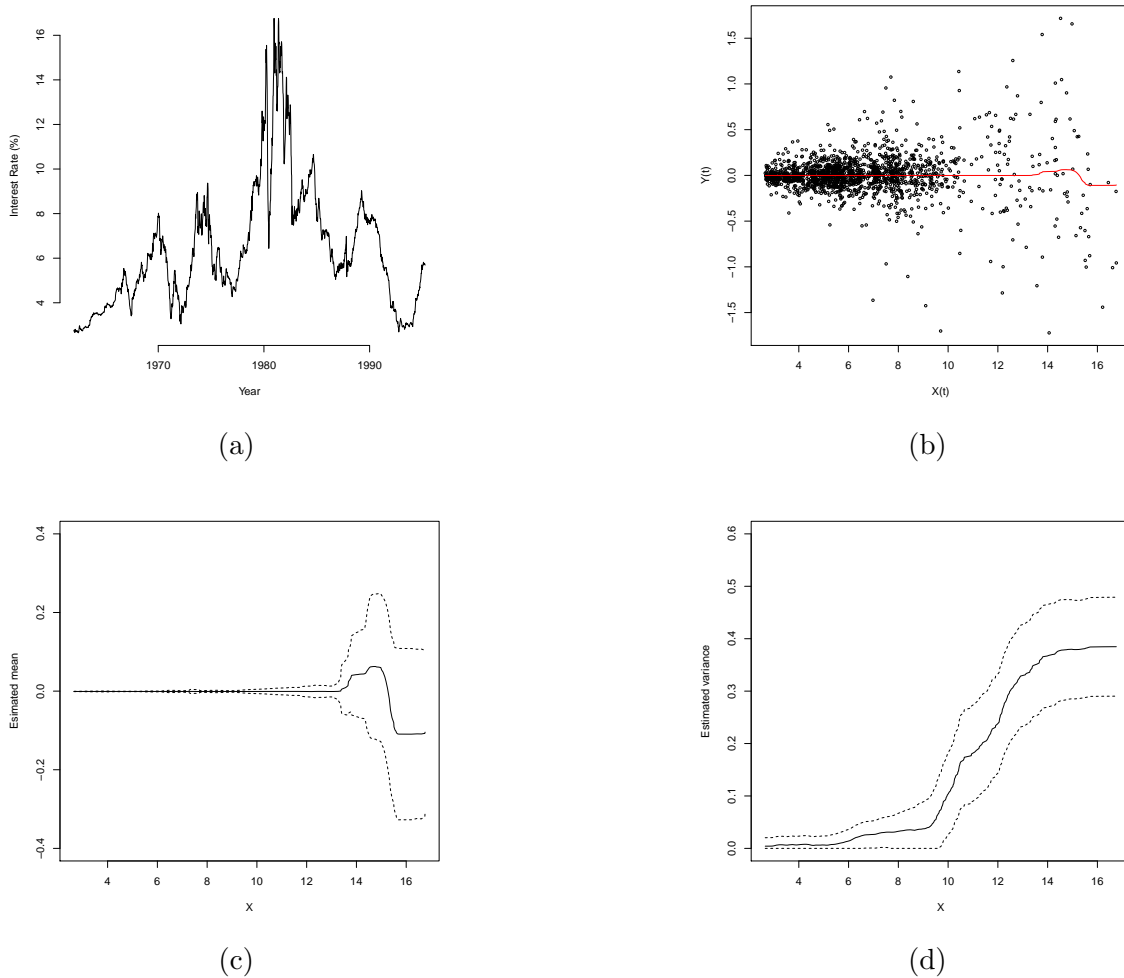 16
14
12
10
8
6
4
Interest Rate (%)
1970 1980 1990
Year
(a)
1.5
1.0
0.5
0.0
−0.5
−1.0
−1.5
Y(t)
4 6 8 10 12 14 16
X(t)
(b)
0.4
0.2
0.0
−0.2
−0.4
Esimated mean
4 6 8 10 12 14 16
X
(c)
0.6
0.5
0.4
0.3
0.2
0.1
0.0
Estimated variance
4 6 8 10 12 14 16
X
(d)